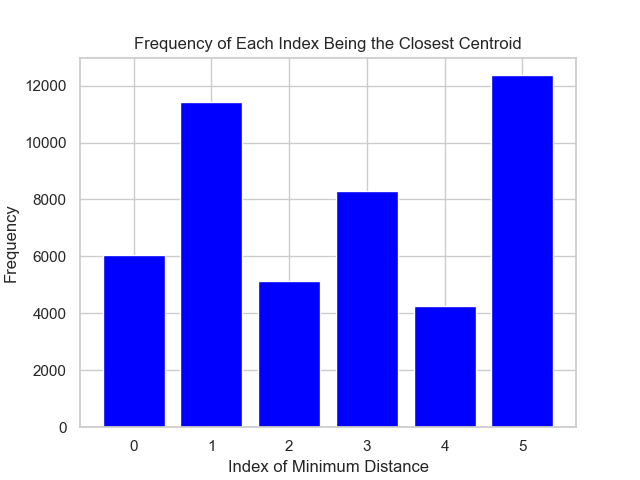 Frequency of Each Index Being the Closest Centroid
12000
10000
8000
6000
4000
2000
0
Frequency
0 1 2 3 4 5
Index of Minimum Distance